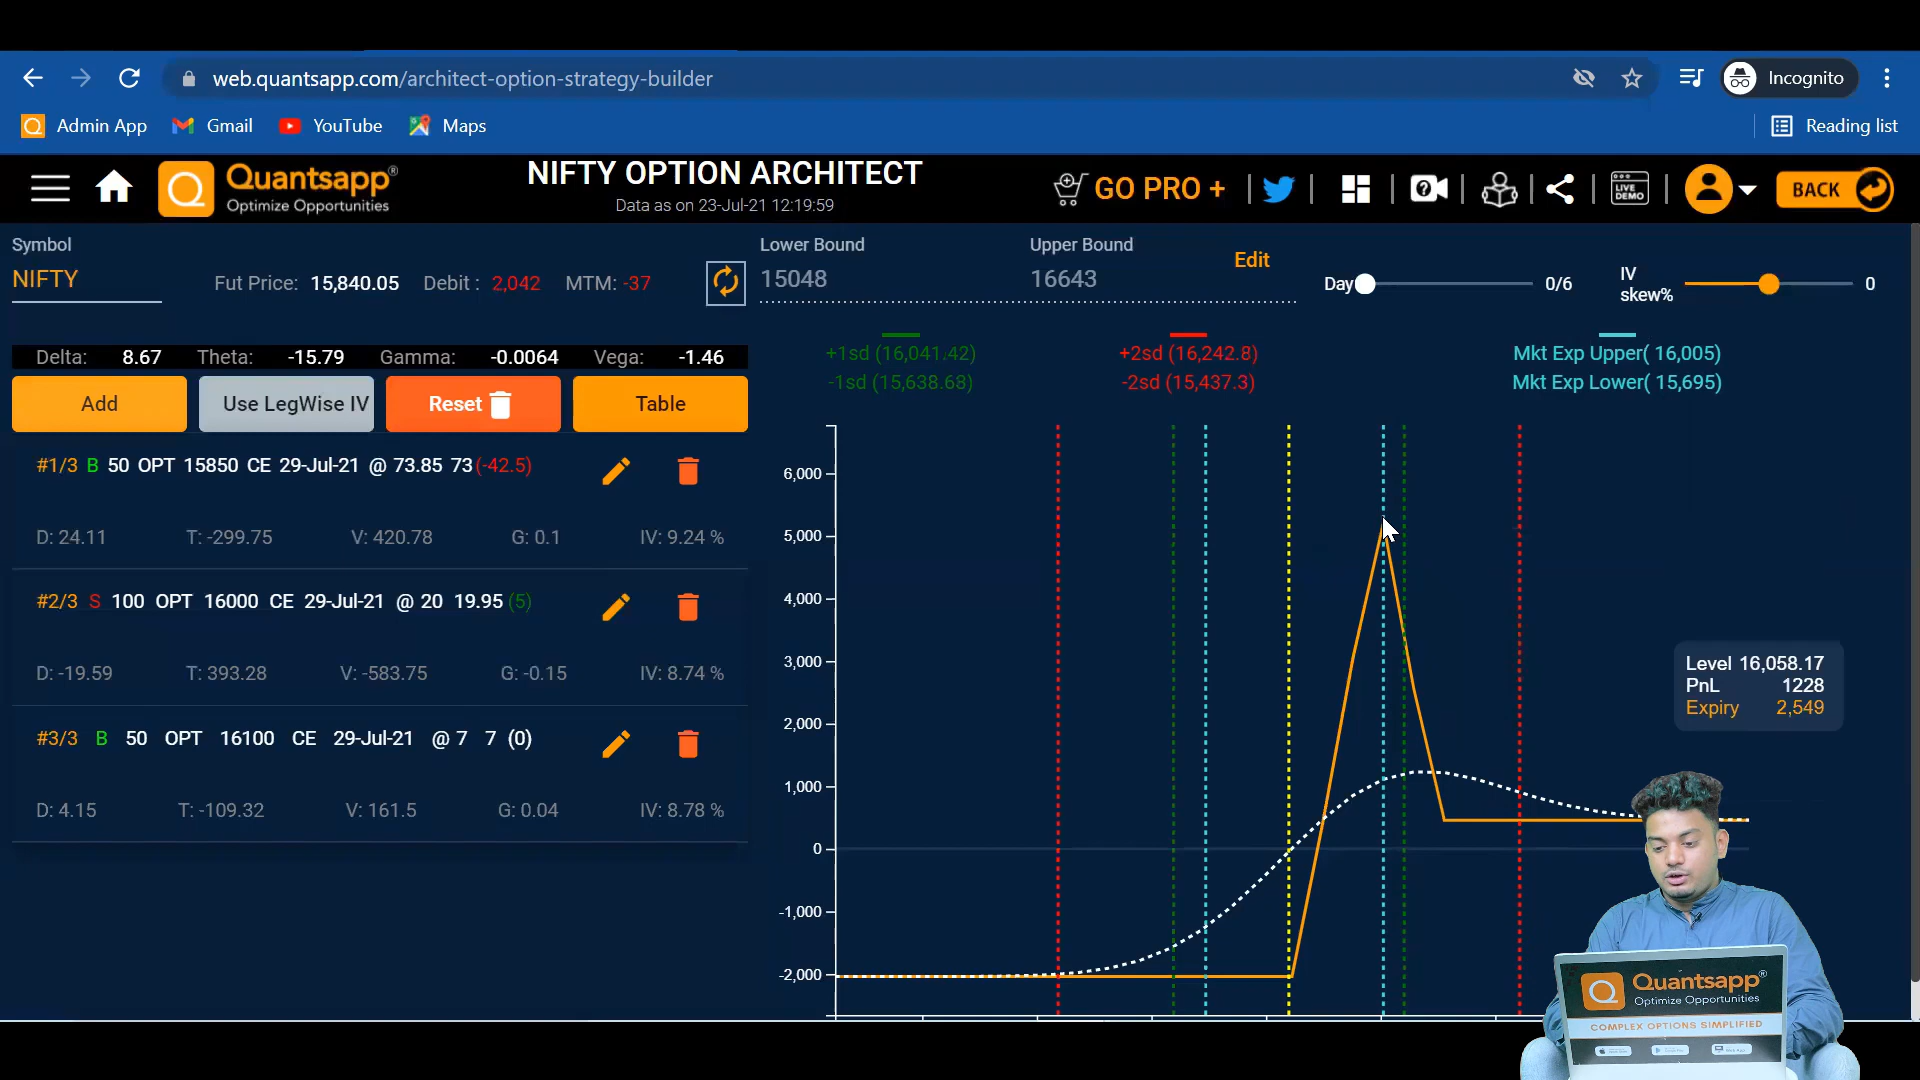 web.quantsapp.com/architect-option-strategy-builder
Incognito
Admin App Gmail YouTube Maps Reading list
Quantsapp®
Optimize Opportunities
NIFTY OPTION ARCHITECT
Data as on 23-Jul-21 12:19:59
GO PRO +
LIVE DEMO
BACK
Symbol
NIFTY
Fut Price: 15,840.05 Debit : 2,042 MTM: -37
Lower Bound
15048
Upper Bound
16643
Edit
Day 0/6
IV skew% 0
Delta: 8.67 Theta: -15.79 Gamma: -0.0064 Vega: -1.46
Add Use LegWise IV Reset Table
+1sd (16,041.42)
-1sd (15,638.68)
+2sd (16,242.8)
-2sd (15,437.3)
Mkt Exp Upper( 16,005)
Mkt Exp Lower( 15,695)
#1/3 B 50 OPT 15850 CE 29-Jul-21 @ 73.85 73 (-42.5)
D: 24.11 T: -299.75 V: 420.78 G: 0.1 IV: 9.24 %
#2/3 S 100 OPT 16000 CE 29-Jul-21 @ 20 19.95 (5)
D: -19.59 T: 393.28 V: -583.75 G: -0.15 IV: 8.74 %
#3/3 B 50 OPT 16100 CE 29-Jul-21 @ 7 7 (0)
D: 4.15 T: -109.32 V: 161.5 G: 0.04 IV: 8.78 %
6,000
5,000
4,000
3,000
2,000
1,000
0
-1,000
-2,000
Level 16,058.17
PnL 1228
Expiry 2,549
Quantsapp®
Optimize Opportunities
COMPLEX OPTIONS SIMPLIFIED